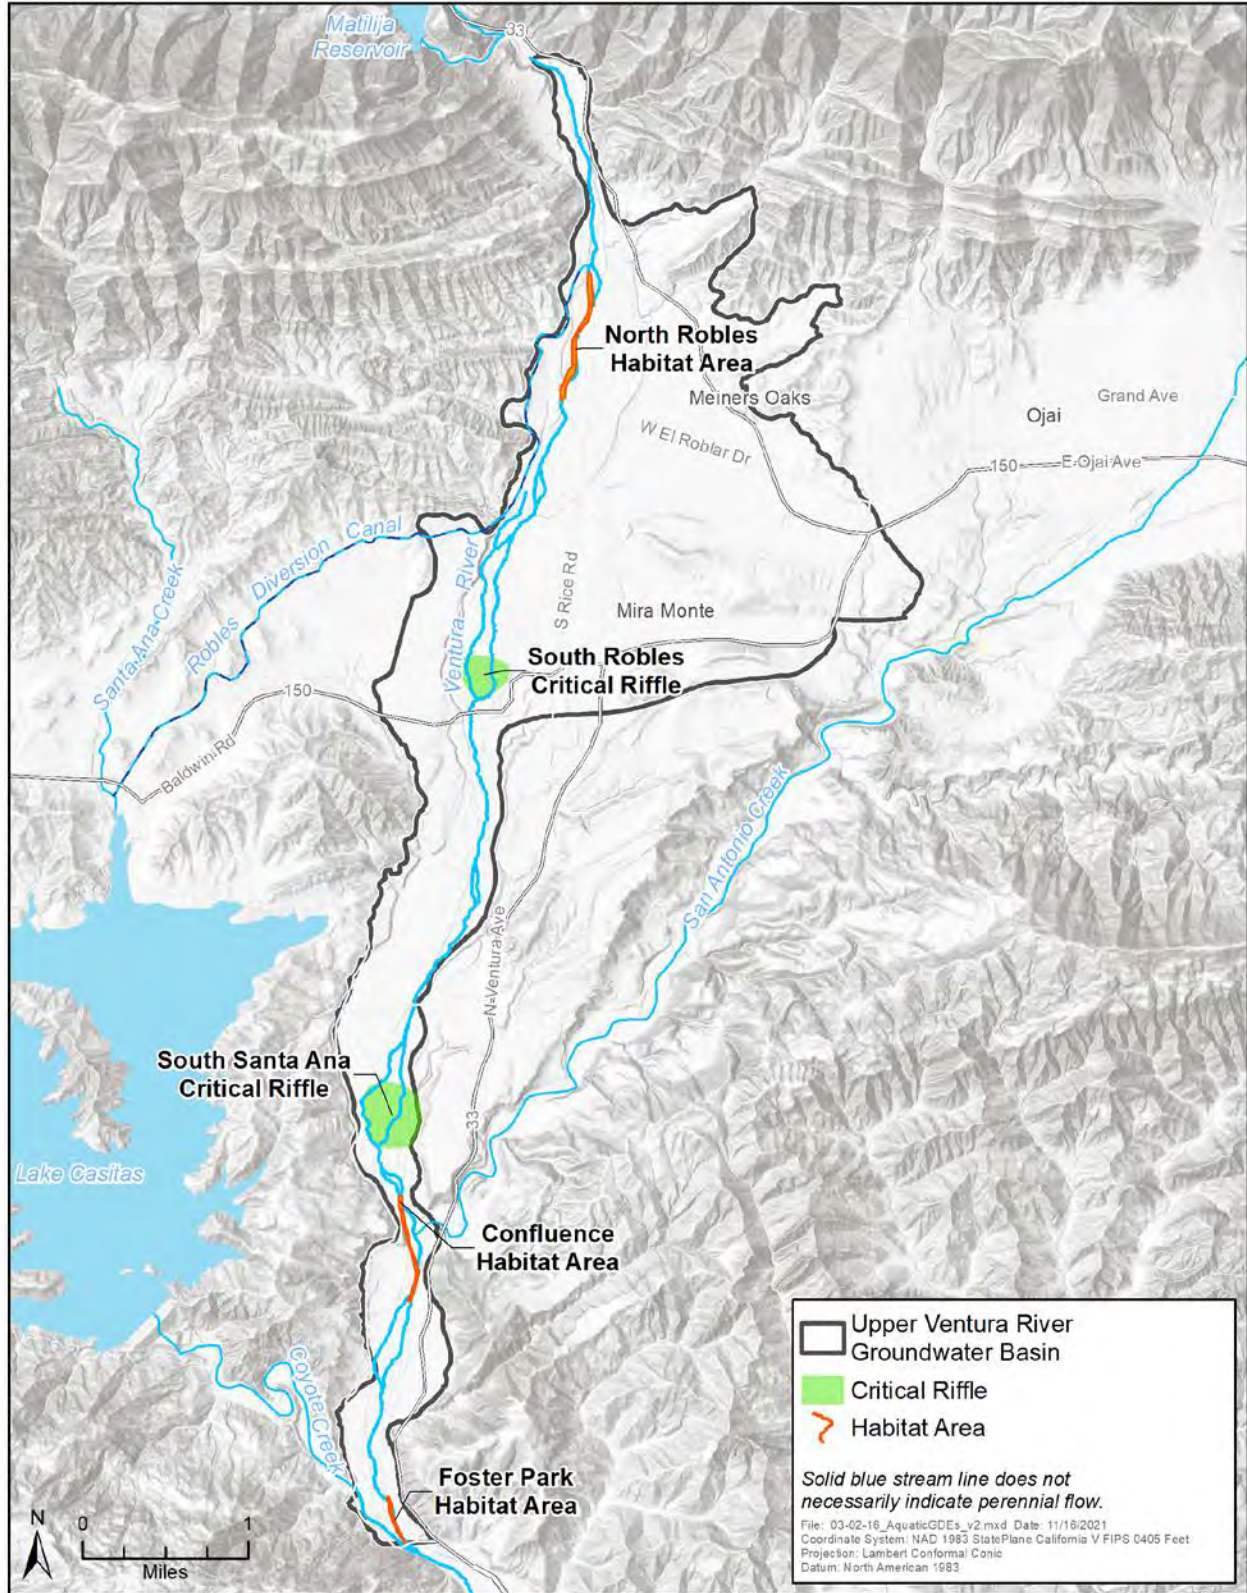 Matilija
Reservoir
33
North Robles
Habitat Area
Meiners Oaks
Grand Ave
Ojai
W El Roblar Dr
150
E Ojai Ave
Santa Ana Creek
Robles Diversion Canal
Ventura River
S Rice Rd
Mira Monte
South Robles
Critical Riffle
150
Baldwin Rd
San Antonio Creek
N Ventura Ave
South Santa Ana
Critical Riffle
33
Lake Casitas
Confluence
Habitat Area
Coyote Creek
Foster Park
Habitat Area
N
0 1
Miles
Upper Ventura River
Groundwater Basin
Critical Riffle
Habitat Area
Solid blue stream line does not
necessarily indicate perennial flow.
File: 03-02-16_AquaticGDEs_v2.mxd Date: 11/16/2021
Coordinate System: NAD 1983 StatePlane California V FIPS 0405 Feet
Projection: Lambert Conformal Conic
Datum: North American 1983